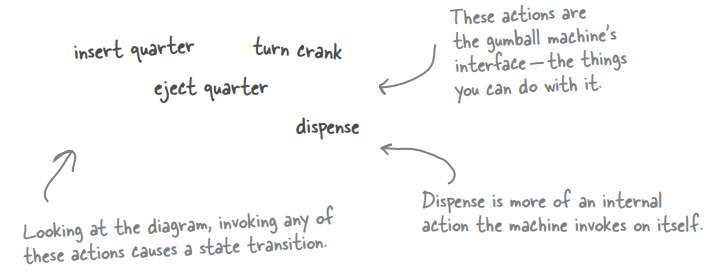 These actions are
the gumball machine's
interface—the things
you can do with it.
insert quarter
turn crank
eject quarter
dispense
Looking at the diagram, invoking any of
these actions causes a state transition.
Dispense is more of an internal
action the machine invokes on itself.